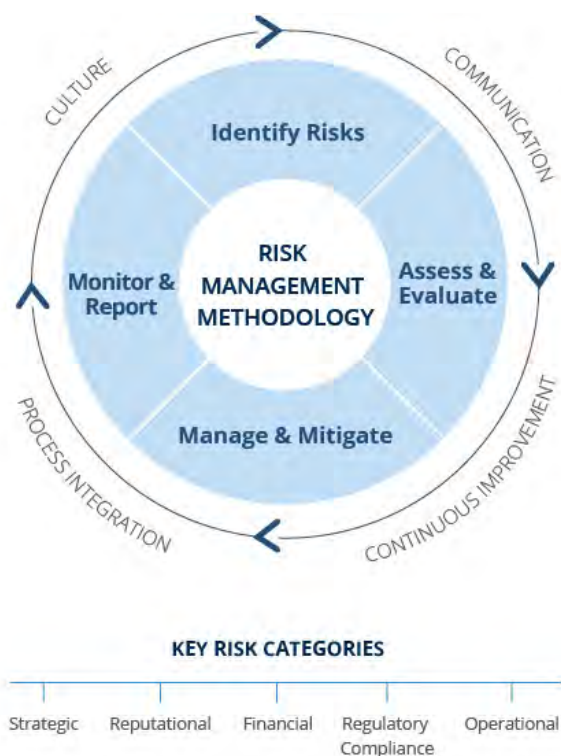 CULTURE
COMMUNICATION
Identify Risks
RISK
MANAGEMENT
METHODOLOGY
Assess &
Evaluate
Monitor &
Report
Manage & Mitigate
PROCESS INTEGRATION
CONTINUOUS IMPROVEMENT
KEY RISK CATEGORIES
Strategic
Reputational
Financial
Regulatory
Compliance
Operational